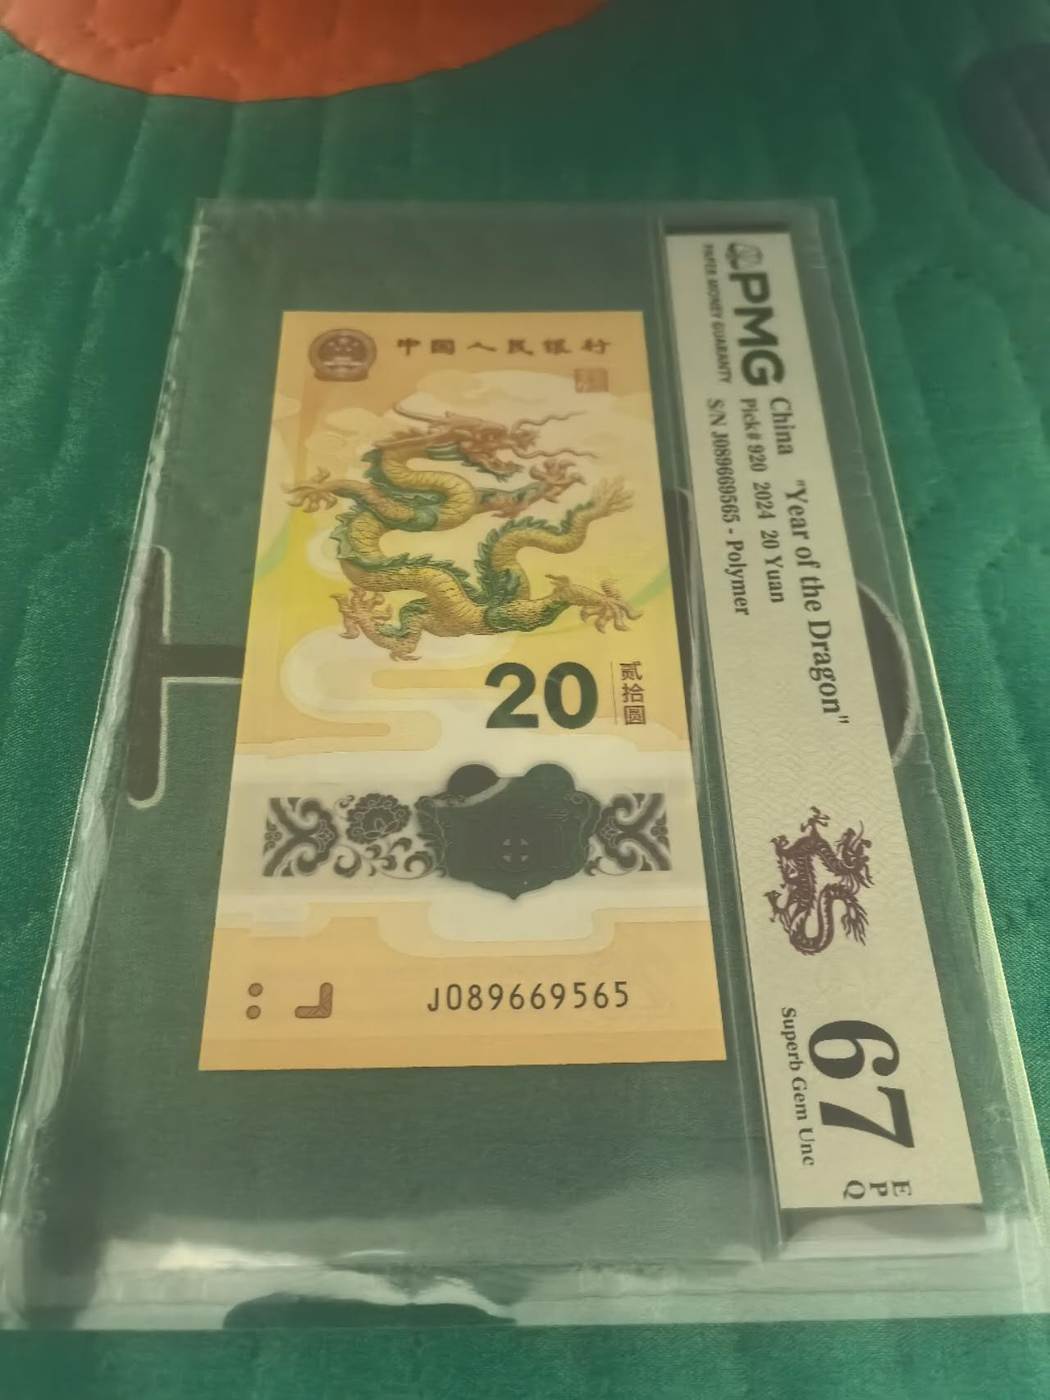 中国人民银行
20
贰拾圆
J089669565
PMG
PAPER MONEY GUARANTY
China "Year of the Dragon"
Pick# 920 2024 20 Yuan
S/N J089669565 - Polymer
67
EPQ
Superb Gem Unc